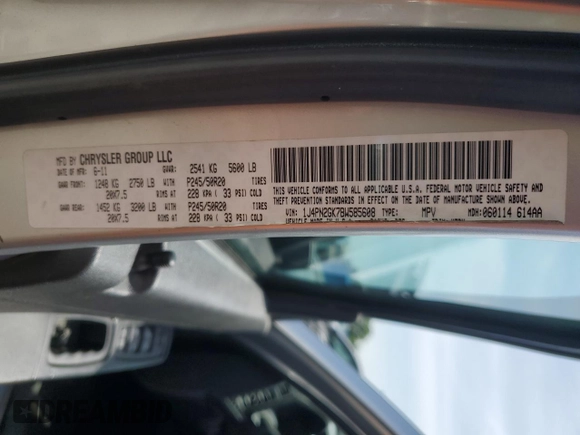 MFD BY CHRYSLER GROUP LLC
DATE OF MFR: 6-11 GVWR: 2541 KG 5600 LB
GAWR FRONT: 1248 KG 2750 LB WITH P245/50R20 TIRES
20X7.5 RIMS AT 228 KPA ( 33 PSI) COLD
GAWR REAR: 1452 KG 3200 LB WITH P245/50R20 TIRES
20X7.5 RIMS AT 228 KPA ( 33 PSI) COLD
THIS VEHICLE CONFORMS TO ALL APPLICABLE U.S.A. FEDERAL MOTOR VEHICLE SAFETY AND
THEFT PREVENTION STANDARDS IN EFFECT ON THE DATE OF MANUFACTURE SHOWN ABOVE.
VIN: 1J4PN2GK7BW585608 TYPE: MPV MDH: 060114 614AA
VEHICLE MADE IN
DREAMBID